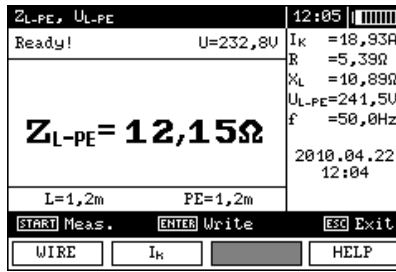 ZL-PE, UL-PE 12:05
Ready! U=232,8V
ZL-PE= 12,15Ω
L=1,2m PE=1,2m
IK =18,93A
R =5,39Ω
XL =10,89Ω
UL-PE=241,5V
f =50,0Hz
2010.04.22
12:04
START Meas. ENTER Write ESC Exit
WIRE IK HELP